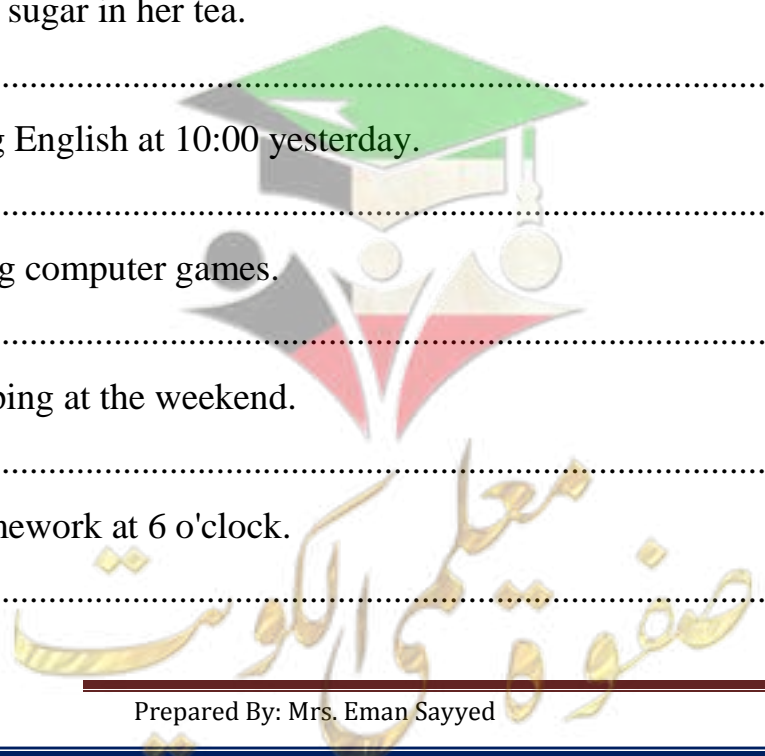 sugar in her tea.
................................................................................
g English at 10:00 yesterday.
................................................................................
g computer games.
................................................................................
ping at the weekend.
................................................................................
nework at 6 o'clock.
................................................................................
صفوة معلمى الكويت
Prepared By: Mrs. Eman Sayyed